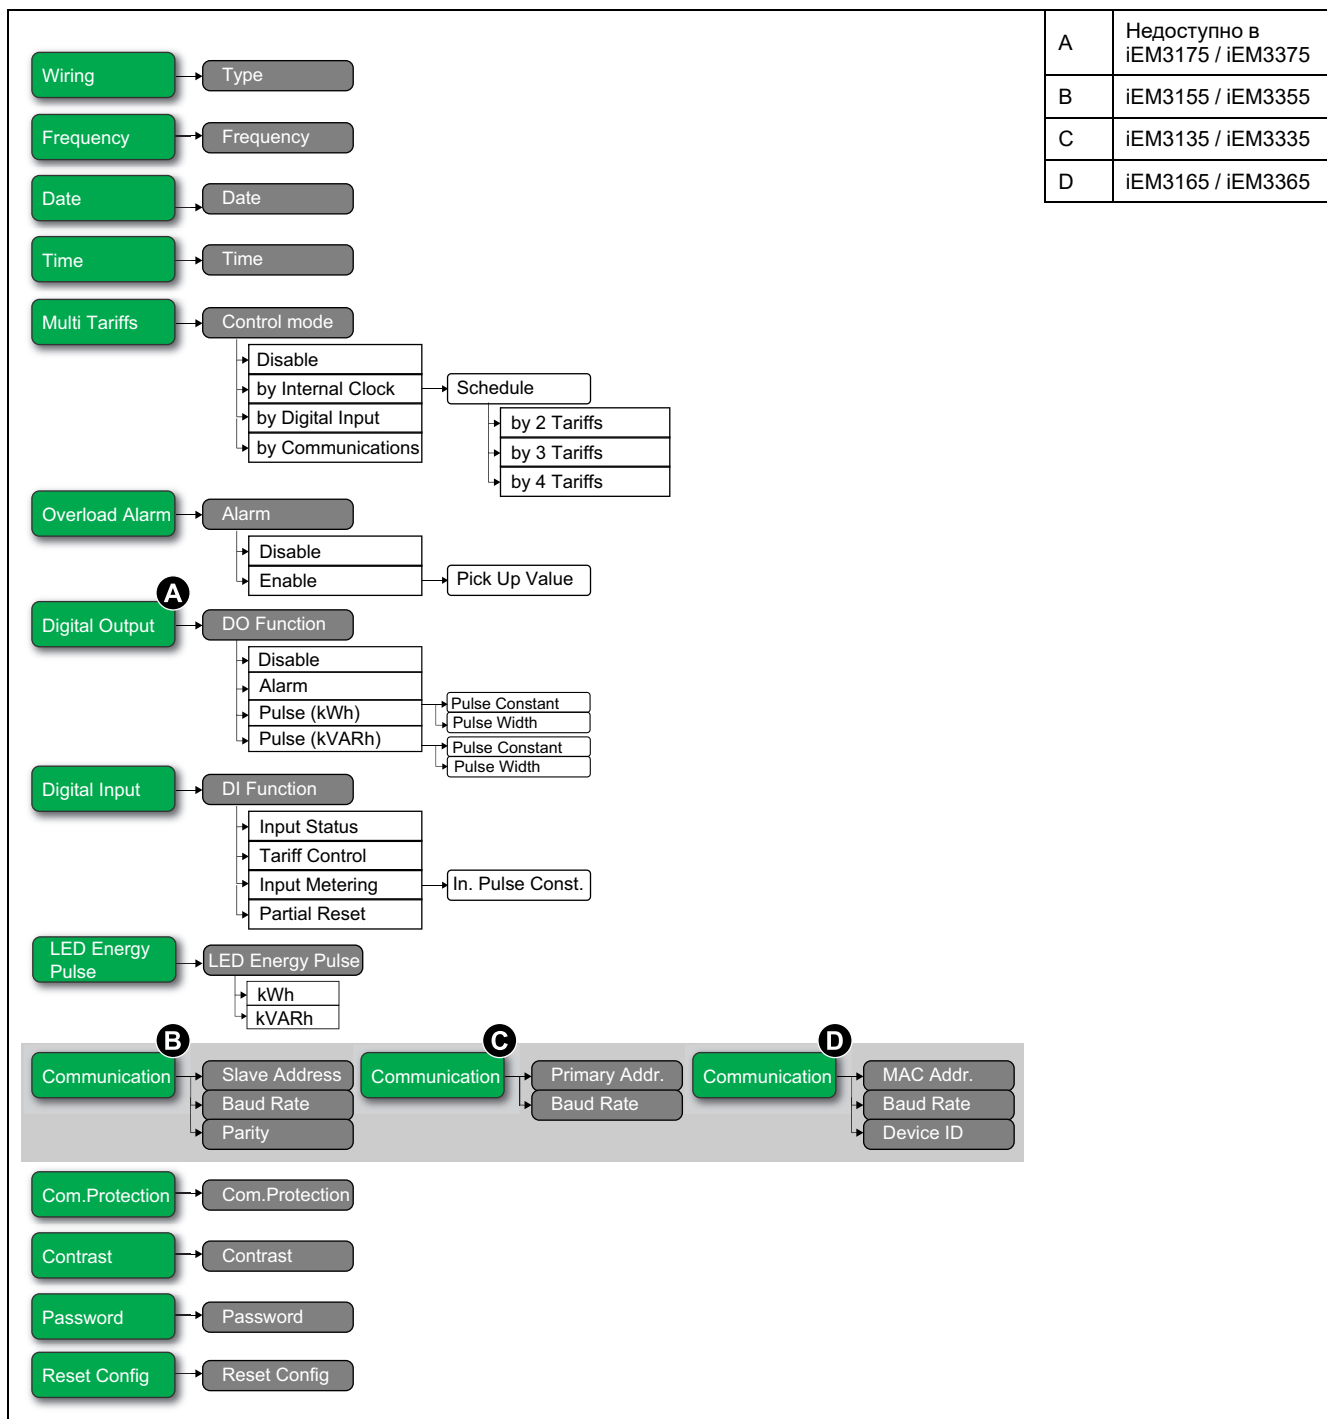 A
Недоступно в
iEM3175 / iEM3375
B
iEM3155 / iEM3355
C
iEM3135 / iEM3335
D
iEM3165 / iEM3365
Wiring
Type
Frequency
Frequency
Date
Date
Time
Time
Multi Tariffs
Control mode
Disable
by Internal Clock
Schedule
by Digital Input
by 2 Tariffs
by Communications
by 3 Tariffs
by 4 Tariffs
Overload Alarm
Alarm
Disable
Enable
Pick Up Value
A
Digital Output
DO Function
Disable
Alarm
Pulse (kWh)
Pulse Constant
Pulse Width
Pulse (kVARh)
Pulse Constant
Pulse Width
Digital Input
DI Function
Input Status
Tariff Control
Input Metering
In. Pulse Const.
Partial Reset
LED Energy
Pulse
LED Energy Pulse
kWh
kVARh
B
Communication
Slave Address
Baud Rate
Parity
C
Communication
Primary Addr.
Baud Rate
D
Communication
MAC Addr.
Baud Rate
Device ID
Com.Protection
Com.Protection
Contrast
Contrast
Password
Password
Reset Config
Reset Config